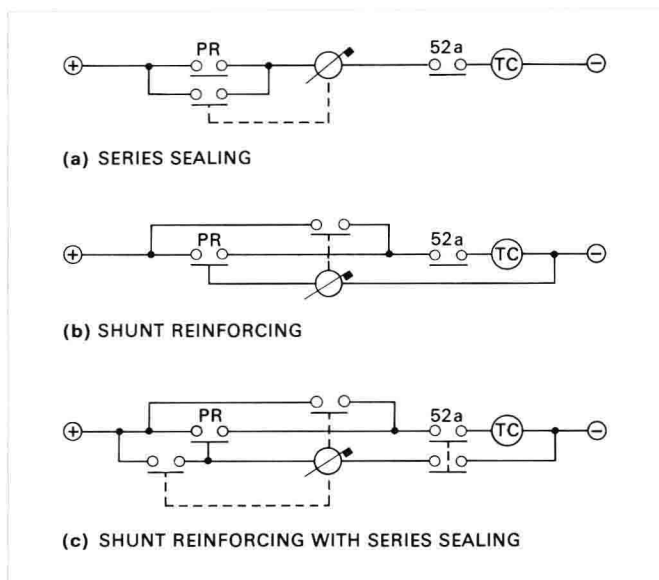 PR 52a
+ TC −
(a) SERIES SEALING
PR 52a
+ TC −
(b) SHUNT REINFORCING
PR 52a
+ TC −
(c) SHUNT REINFORCING WITH SERIES SEALING